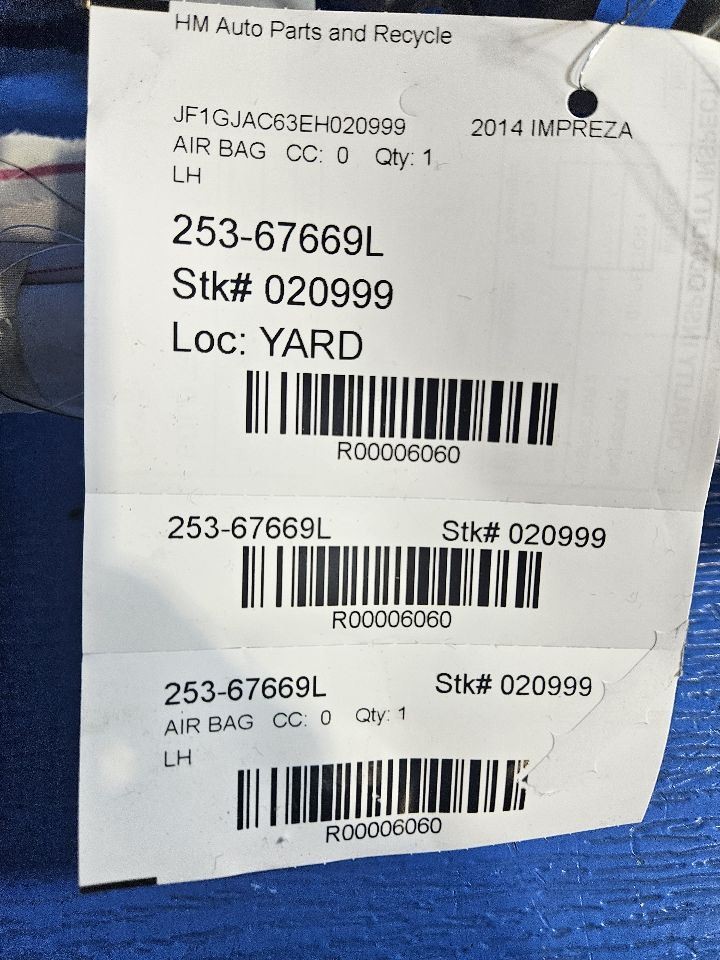 HM Auto Parts and Recycle
JF1GJAC63EH020999 2014 IMPREZA
AIR BAG CC: 0 Qty: 1
LH
253-67669L
Stk# 020999
Loc: YARD
R00006060
253-67669L Stk# 020999
R00006060
253-67669L Stk# 020999
AIR BAG CC: 0 Qty: 1
LH
R00006060